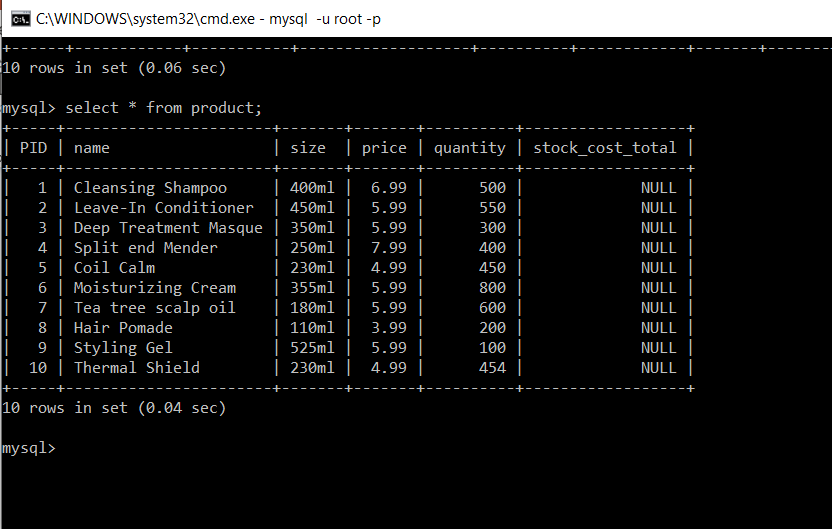 C:\WINDOWS\system32\cmd.exe - mysql  -u root -p
+-----+------------+-----------+-------------------+----------+------------+-------+-------
10 rows in set (0.06 sec)
mysql> select * from product;
+-----+-----------------------+-------+-------+----------+------------------+
| PID | name                  | size  | price | quantity | stock_cost_total |
+-----+-----------------------+-------+-------+----------+------------------+
|   1 | Cleansing Shampoo     | 400ml |  6.99 |      500 |             NULL |
|   2 | Leave-In Conditioner  | 450ml |  5.99 |      550 |             NULL |
|   3 | Deep Treatment Masque | 350ml |  5.99 |      300 |             NULL |
|   4 | Split end Mender      | 250ml |  7.99 |      400 |             NULL |
|   5 | Coil Calm             | 230ml |  4.99 |      450 |             NULL |
|   6 | Moisturizing Cream    | 355ml |  5.99 |      800 |             NULL |
|   7 | Tea tree scalp oil    | 180ml |  5.99 |      600 |             NULL |
|   8 | Hair Pomade           | 110ml |  3.99 |      200 |             NULL |
|   9 | Styling Gel           | 525ml |  5.99 |      100 |             NULL |
|  10 | Thermal Shield        | 230ml |  4.99 |      454 |             NULL |
+-----+-----------------------+-------+-------+----------+------------------+
10 rows in set (0.04 sec)
mysql>